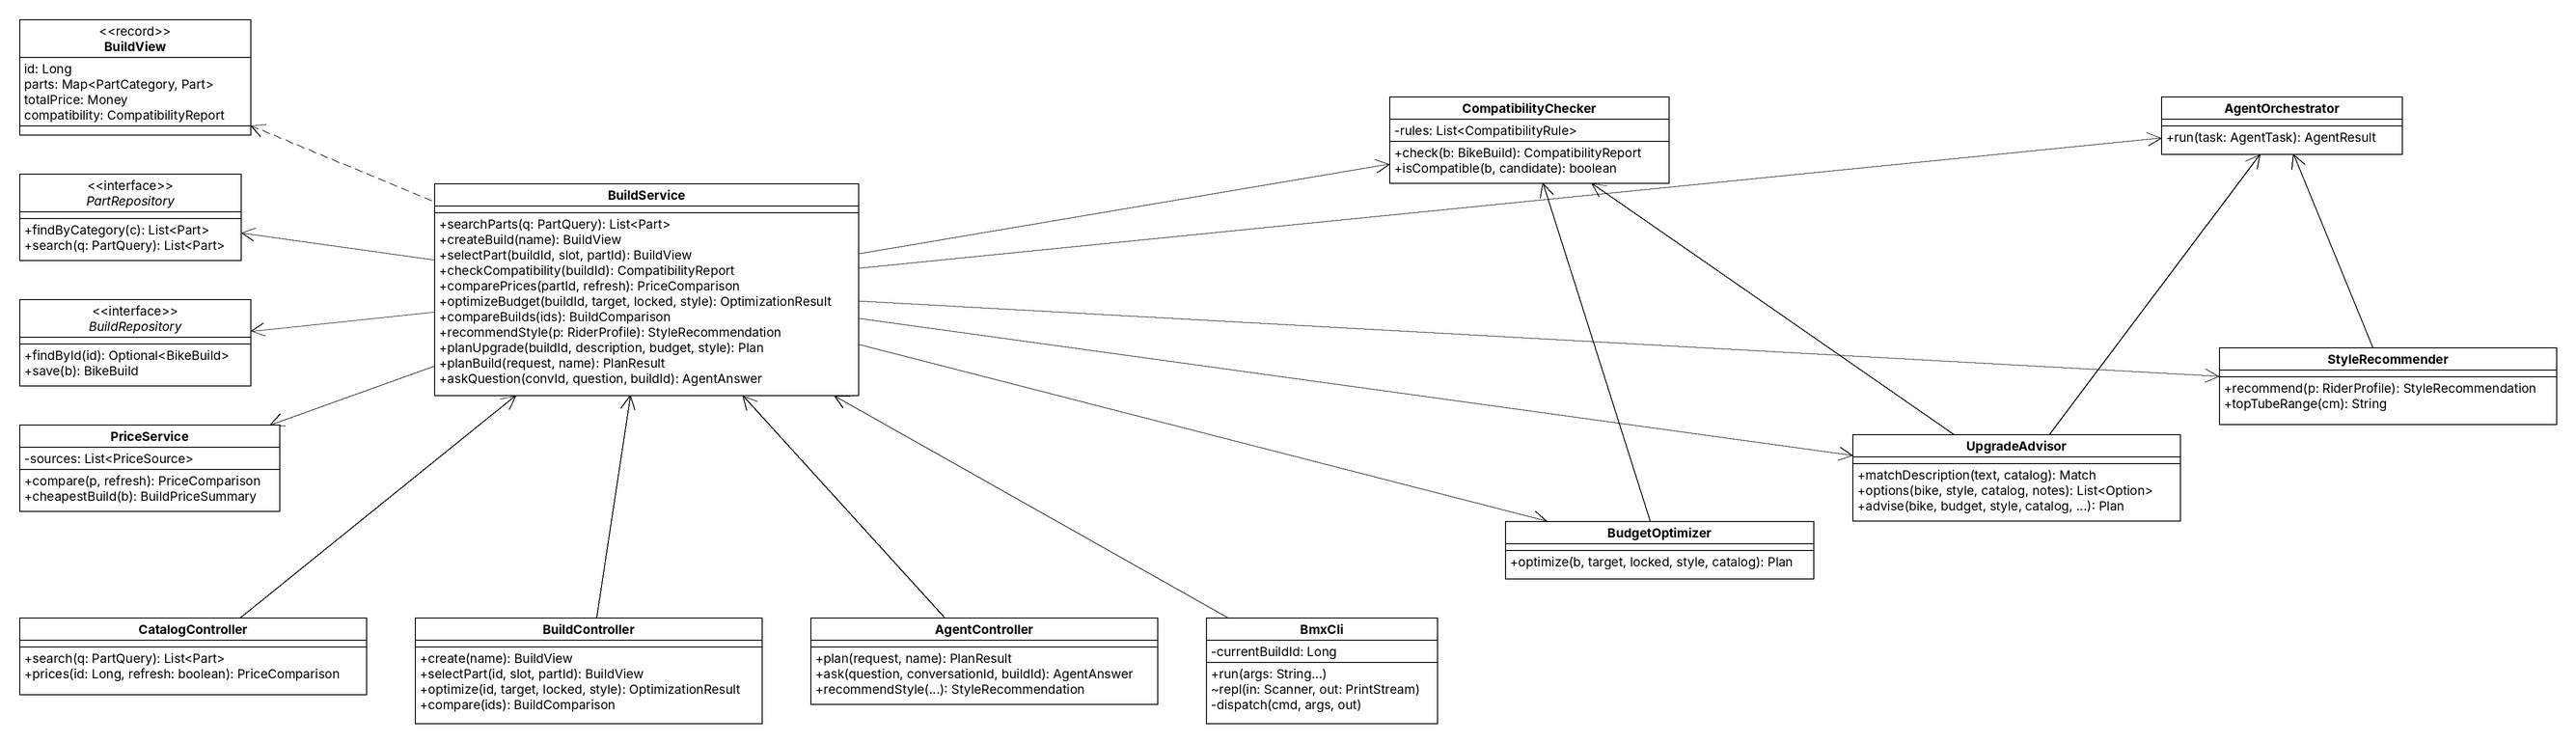 <<record>>
BuildView
id: Long
parts: Map<PartCategory, Part>
totalPrice: Money
compatibility: CompatibilityReport
<<interface>>
PartRepository
+findByCategory(c): List<Part>
+search(q: PartQuery): List<Part>
<<interface>>
BuildRepository
+findById(id): Optional<BikeBuild>
+save(b): BikeBuild
PriceService
-sources: List<PriceSource>
+compare(p, refresh): PriceComparison
+cheapestBuild(b): BuildPriceSummary
BuildService
+searchParts(q: PartQuery): List<Part>
+createBuild(name): BuildView
+selectPart(buildId, slot, partId): BuildView
+checkCompatibility(buildId): CompatibilityReport
+comparePrices(partId, refresh): PriceComparison
+optimizeBudget(buildId, target, locked, style): OptimizationResult
+compareBuilds(ids): BuildComparison
+recommendStyle(p: RiderProfile): StyleRecommendation
+planUpgrade(buildId, description, budget, style): Plan
+planBuild(request, name): PlanResult
+askQuestion(convId, question, buildId): AgentAnswer
CompatibilityChecker
-rules: List<CompatibilityRule>
+check(b: BikeBuild): CompatibilityReport
+isCompatible(b, candidate): boolean
AgentOrchestrator
+run(task: AgentTask): AgentResult
StyleRecommender
+recommend(p: RiderProfile): StyleRecommendation
+topTubeRange(cm): String
UpgradeAdvisor
+matchDescription(text, catalog): Match
+options(bike, style, catalog, notes): List<Option>
+advise(bike, budget, style, catalog, ...): Plan
BudgetOptimizer
+optimize(b, target, locked, style, catalog): Plan
CatalogController
+search(q: PartQuery): List<Part>
+prices(id: Long, refresh: boolean): PriceComparison
BuildController
+create(name): BuildView
+selectPart(id, slot, partId): BuildView
+optimize(id, target, locked, style): OptimizationResult
+compare(ids): BuildComparison
AgentController
+plan(request, name): PlanResult
+ask(question, conversationId, buildId): AgentAnswer
+recommendStyle(...): StyleRecommendation
BmxCli
-currentBuildId: Long
+run(args: String...)
~repl(in: Scanner, out: PrintStream)
-dispatch(cmd, args, out)